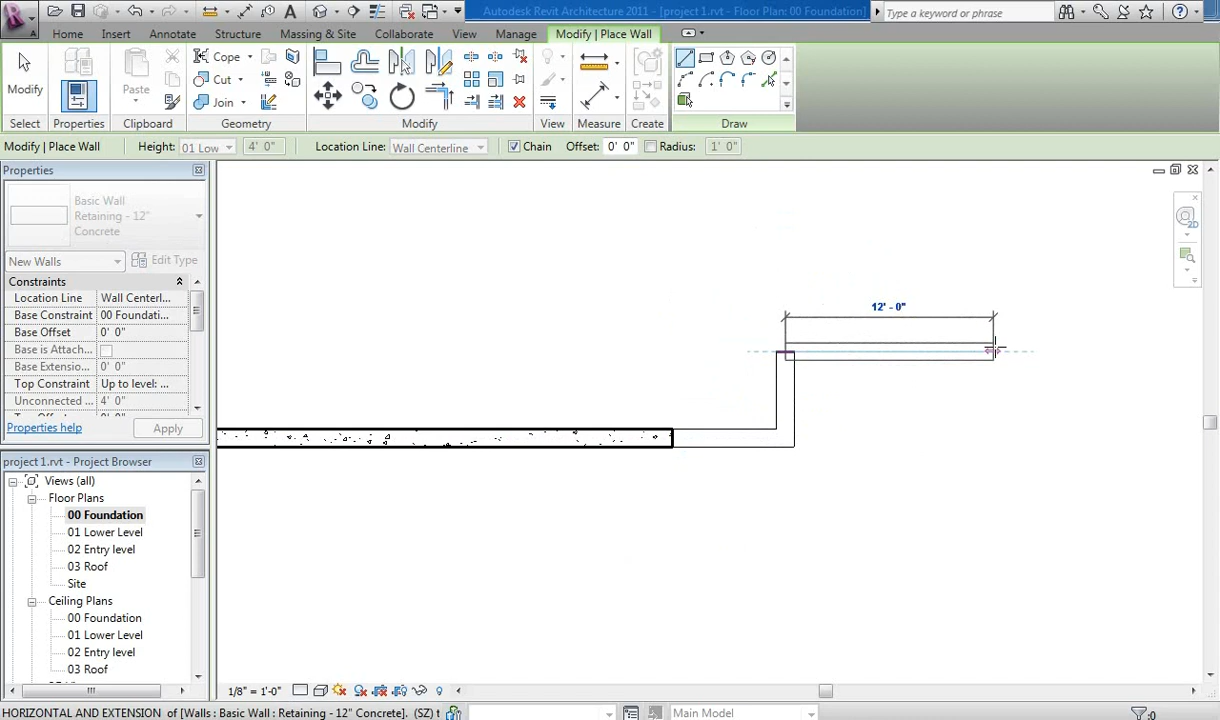 Autodesk Revit Architecture 2011 - [project 1.rvt - Floor Plan: 00 Foundation]
Type a keyword or phrase
Home Insert Annotate Structure Massing & Site Collaborate View Manage Modify | Place Wall
Modify
Paste
Cope
Cut
Join
Select Properties Clipboard Geometry Modify View Measure Create Draw
Modify | Place Wall Height: 01 Low 4' 0" Location Line: Wall Centerline Chain Offset: 0' 0" Radius: 1' 0"
Properties
Basic Wall
Retaining - 12"
Concrete
New Walls Edit Type
Constraints
Location Line Wall Centerl...
Base Constraint 00 Foundati...
Base Offset 0' 0"
Base is Attach...
Base Extensio... 0' 0"
Top Constraint Up to level: ...
Unconnected ... 4' 0"
Properties help Apply
12' - 0"
2D
project 1.rvt - Project Browser
Views (all)
Floor Plans
00 Foundation
01 Lower Level
02 Entry level
03 Roof
Site
Ceiling Plans
00 Foundation
01 Lower Level
02 Entry level
03 Roof
1/8" = 1'-0"
HORIZONTAL AND EXTENSION of [Walls : Basic Wall : Retaining - 12" Concrete]. (SZ) t
Main Model
:0